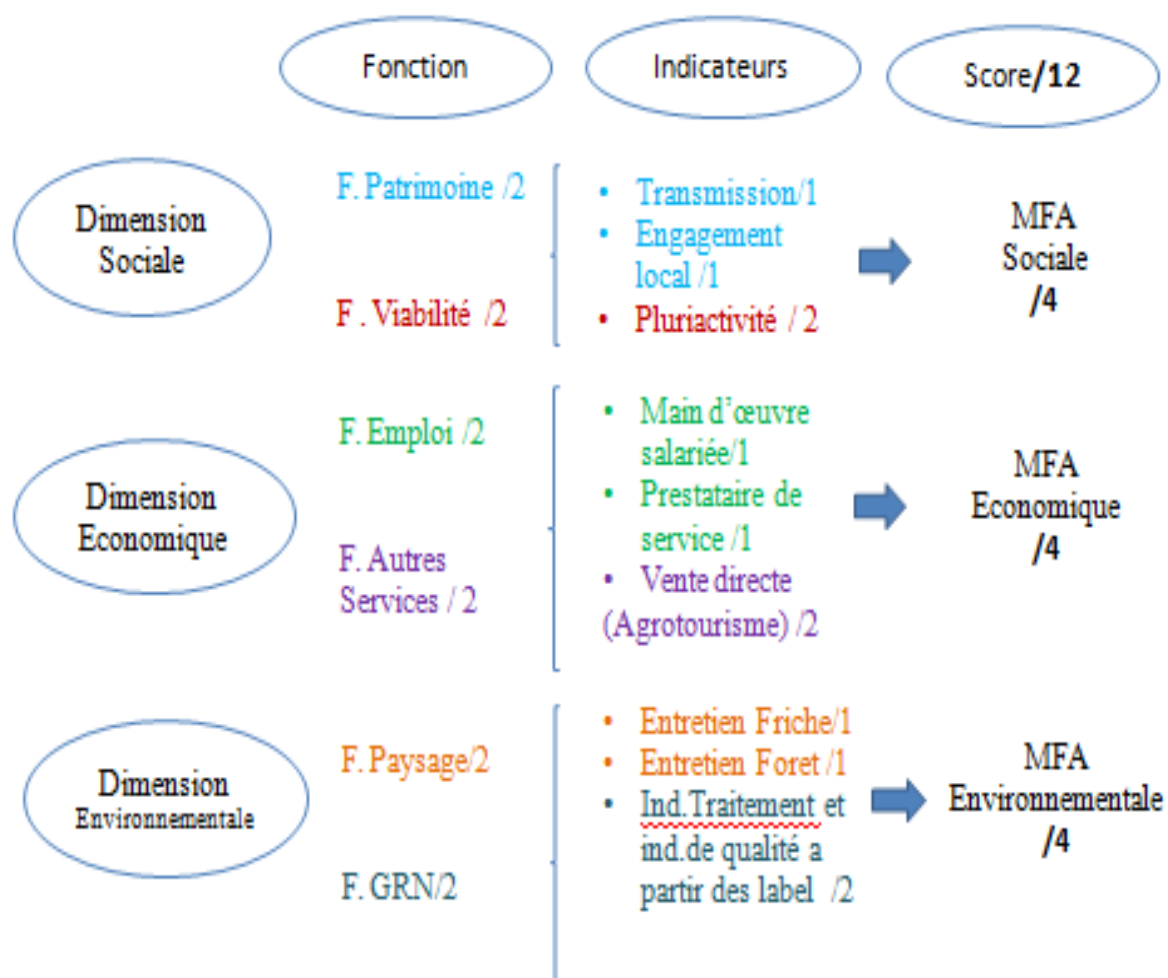 Fonction
Indicateurs
Score/12
Dimension
Sociale
F. Patrimoine /2
F . Viabilité /2
• Transmission/1
• Engagement
local /1
• Pluriactivité / 2
MFA
Sociale
/4
Dimension
Economique
F. Emploi /2
F. Autres
Services / 2
• Main d’œuvre
salariée/1
• Prestataire de
service /1
• Vente directe
(Agrotourisme) /2
MFA
Economique
/4
Dimension
Environnementale
F. Paysage/2
F. GRN/2
• Entretien Friche/1
• Entretien Foret /1
• Ind.Traitement et
ind.de qualité a
partir des label /2
MFA
Environnementale
/4